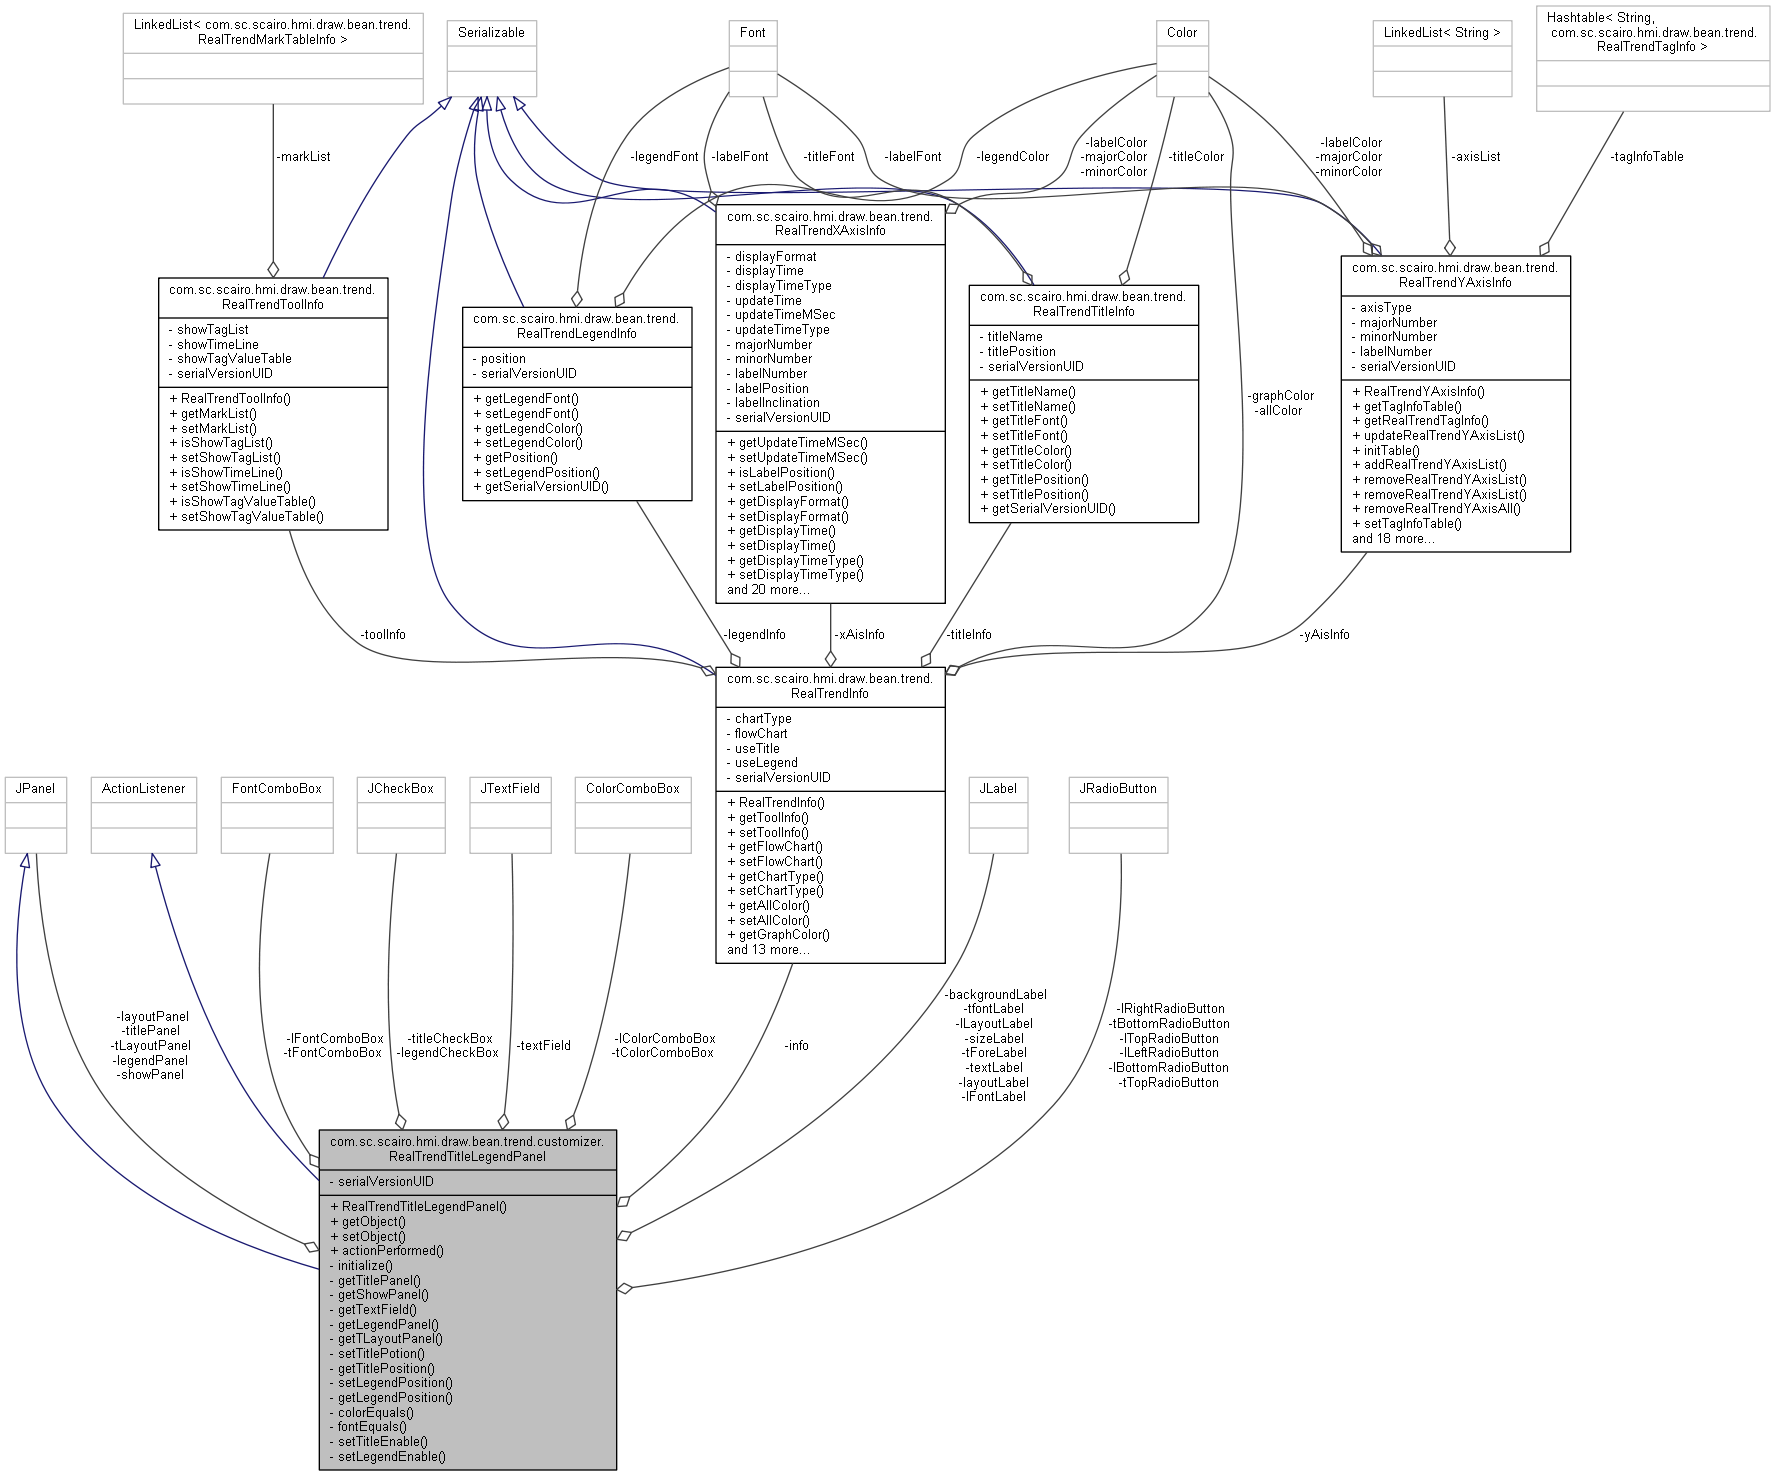 LinkedList< com.sc.scairo.hmi.draw.bean.trend.
RealTrendMarkTableInfo >
Serializable
Font
Color
LinkedList< String >
Hashtable< String,
com.sc.scairo.hmi.draw.bean.trend.
RealTrendTagInfo >
-markList
-legendFont
-labelFont
-titleFont
-labelFont
-legendColor
-labelColor
-majorColor
-minorColor
-titleColor
-labelColor
-majorColor
-minorColor
-axisList
-tagInfoTable
com.sc.scairo.hmi.draw.bean.trend.
RealTrendToolInfo
- showTagList
- showTimeLine
- showTagValueTable
- serialVersionUID
+ RealTrendToolInfo()
+ getMarkList()
+ setMarkList()
+ isShowTagList()
+ setShowTagList()
+ isShowTimeLine()
+ setShowTimeLine()
+ isShowTagValueTable()
+ setShowTagValueTable()
com.sc.scairo.hmi.draw.bean.trend.
RealTrendLegendInfo
- position
- serialVersionUID
+ getLegendFont()
+ setLegendFont()
+ getLegendColor()
+ setLegendColor()
+ getPosition()
+ setLegendPosition()
+ getSerialVersionUID()
com.sc.scairo.hmi.draw.bean.trend.
RealTrendXAxisInfo
- displayFormat
- displayTime
- displayTimeType
- updateTime
- updateTimeMSec
- updateTimeType
- majorNumber
- minorNumber
- labelNumber
- labelPosition
- labelInclination
- serialVersionUID
+ getUpdateTimeMSec()
+ setUpdateTimeMSec()
+ isLabelPosition()
+ setLabelPosition()
+ getDisplayFormat()
+ setDisplayFormat()
+ getDisplayTime()
+ setDisplayTime()
+ getDisplayTimeType()
+ setDisplayTimeType()
and 20 more...
com.sc.scairo.hmi.draw.bean.trend.
RealTrendTitleInfo
- titleName
- titlePosition
- serialVersionUID
+ getTitleName()
+ setTitleName()
+ getTitleFont()
+ setTitleFont()
+ getTitleColor()
+ setTitleColor()
+ getTitlePosition()
+ setTitlePosition()
+ getSerialVersionUID()
-graphColor
-allColor
com.sc.scairo.hmi.draw.bean.trend.
RealTrendYAxisInfo
- axisType
- majorNumber
- minorNumber
- labelNumber
- serialVersionUID
+ RealTrendYAxisInfo()
+ getTagInfoTable()
+ getRealTrendTagInfo()
+ updateRealTrendYAxisList()
+ initTable()
+ addRealTrendYAxisList()
+ removeRealTrendYAxisList()
+ removeRealTrendYAxisList()
+ removeRealTrendYAxisAll()
+ setTagInfoTable()
and 18 more...
-toolInfo
-legendInfo
-xAisInfo
-titleInfo
-yAisInfo
com.sc.scairo.hmi.draw.bean.trend.
RealTrendInfo
- chartType
- flowChart
- useTitle
- useLegend
- serialVersionUID
+ RealTrendInfo()
+ getToolInfo()
+ setToolInfo()
+ getFlowChart()
+ setFlowChart()
+ getChartType()
+ setChartType()
+ getAllColor()
+ setAllColor()
+ getGraphColor()
and 13 more...
JPanel
ActionListener
FontComboBox
JCheckBox
JTextField
ColorComboBox
JLabel
JRadioButton
-layoutPanel
-titlePanel
-tLayoutPanel
-legendPanel
-showPanel
-lFontComboBox
-tFontComboBox
-titleCheckBox
-legendCheckBox
-textField
-lColorComboBox
-tColorComboBox
-info
-backgroundLabel
-tfontLabel
-lLayoutLabel
-sizeLabel
-tForeLabel
-textLabel
-layoutLabel
-lFontLabel
-lRightRadioButton
-tBottomRadioButton
-lTopRadioButton
-lLeftRadioButton
-lBottomRadioButton
-tTopRadioButton
com.sc.scairo.hmi.draw.bean.trend.customizer.
RealTrendTitleLegendPanel
- serialVersionUID
+ RealTrendTitleLegendPanel()
+ getObject()
+ setObject()
+ actionPerformed()
- initialize()
- getTitlePanel()
- getShowPanel()
- getTextField()
- getLegendPanel()
- getTLayoutPanel()
- setTitlePotion()
- getTitlePosition()
- setLegendPosition()
- getLegendPosition()
- colorEquals()
- fontEquals()
- setTitleEnable()
- setLegendEnable()